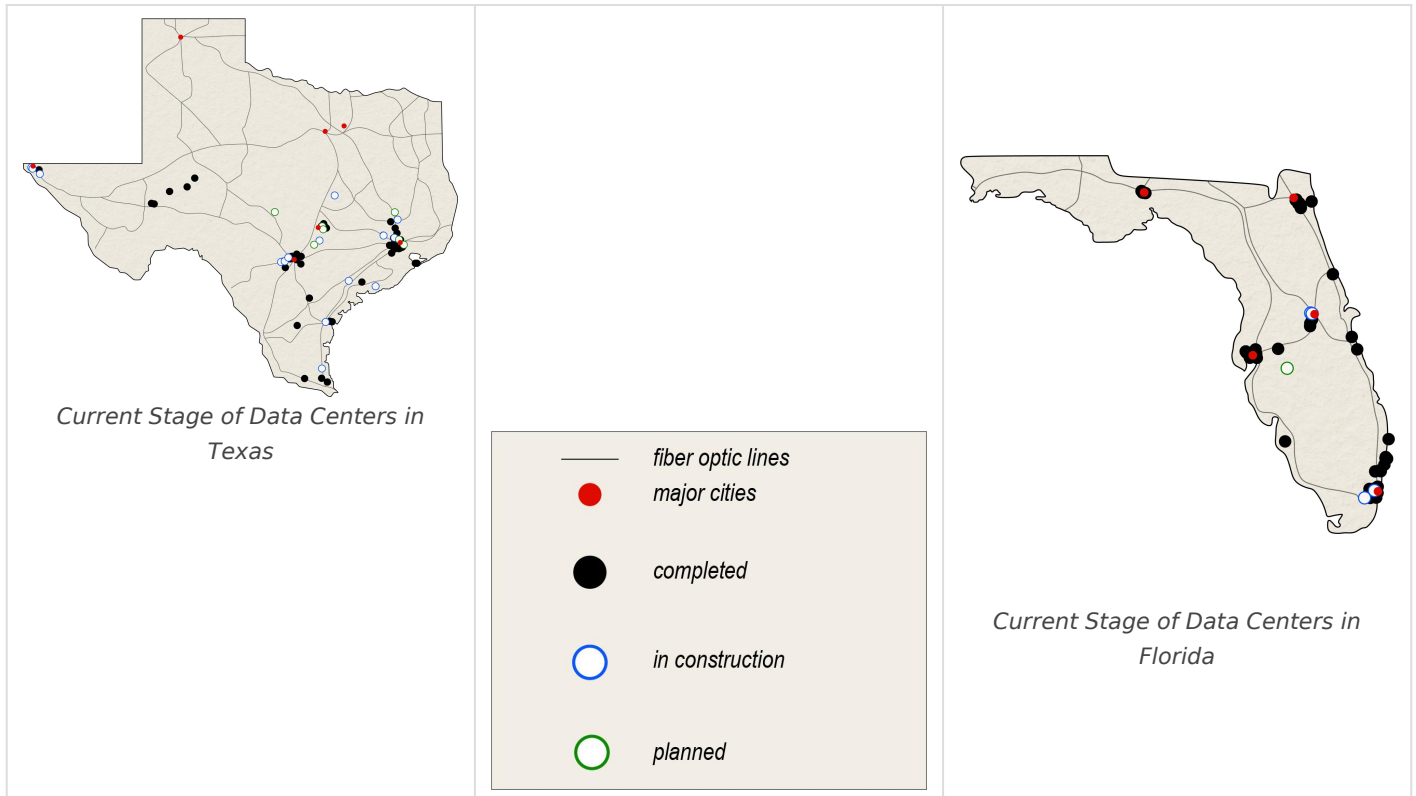 Current Stage of Data Centers in
Texas
fiber optic lines
major cities
completed
in construction
planned
Current Stage of Data Centers in
Florida